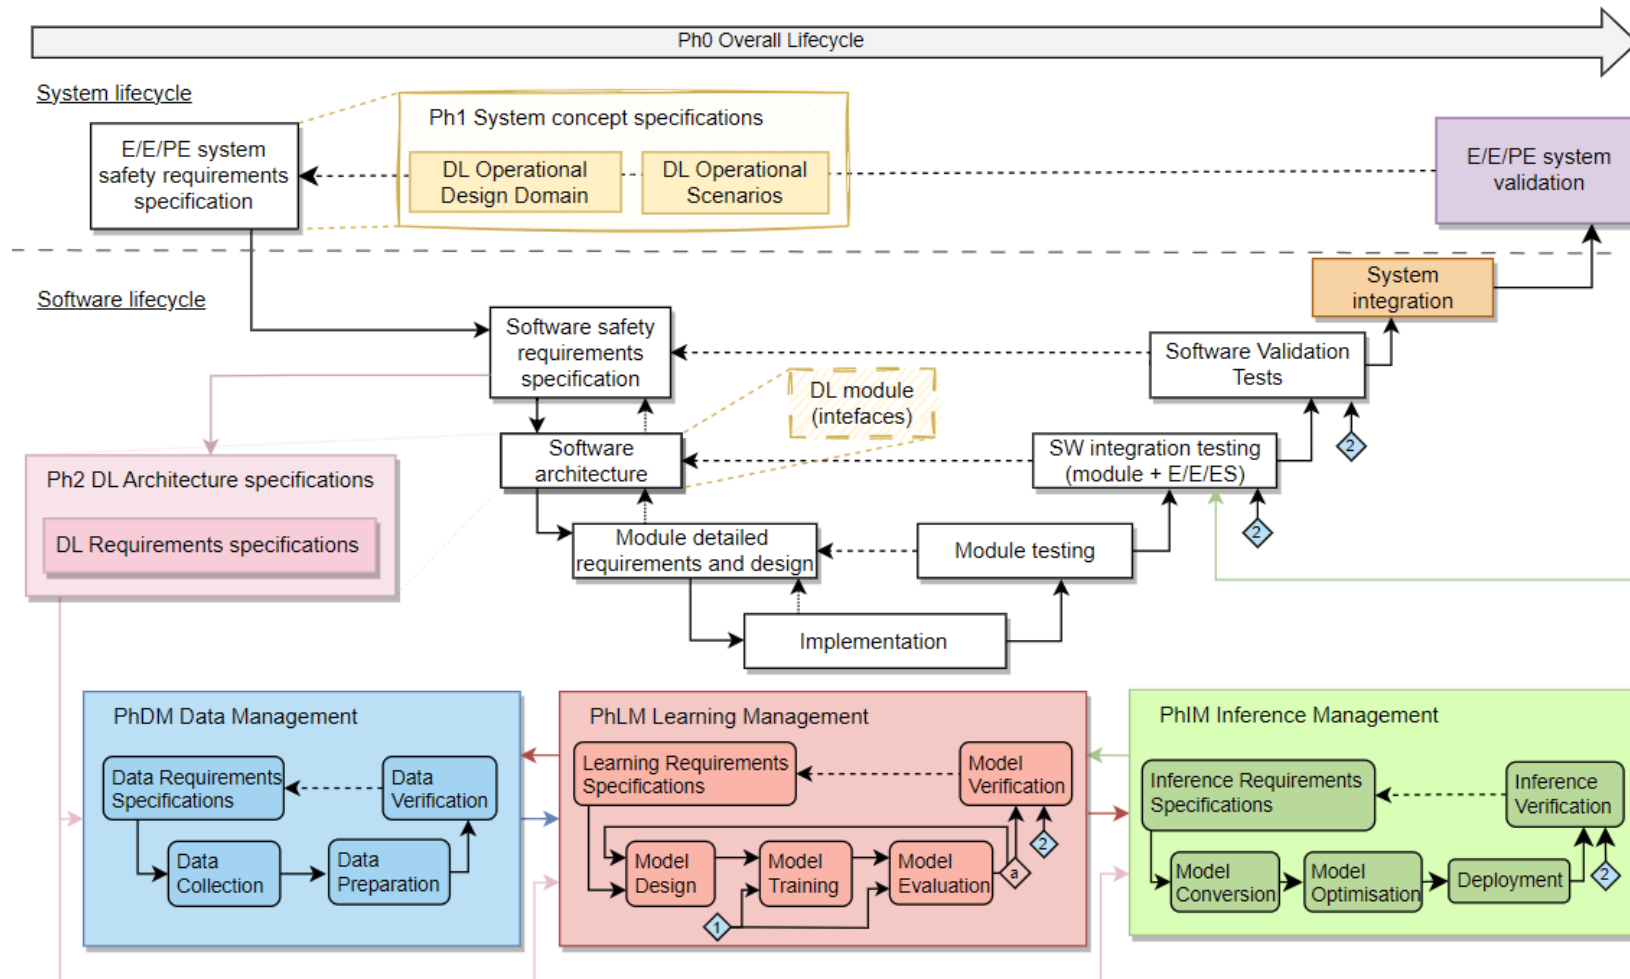 Ph0 Overall Lifecycle
System lifecycle
E/E/PE system
safety requirements
specification
Ph1 System concept specifications
DL Operational
Design Domain
DL Operational
Scenarios
E/E/PE system
validation
Software lifecycle
System
integration
Software safety
requirements
specification
Software Validation
Tests
DL module
(intefaces)
Software
architecture
SW integration testing
(module + E/E/ES)
2
Ph2 DL Architecture specifications
DL Requirements specifications
2
Module detailed
requirements and design
Module testing
Implementation
PhDM Data Management
Data Requirements
Specifications
Data
Verification
Data
Collection
Data
Preparation
PhLM Learning Management
Learning Requirements
Specifications
Model
Verification
2
Model
Design
Model
Training
Model
Evaluation
a
1
PhIM Inference Management
Inference Requirements
Specifications
Inference
Verification
Model
Conversion
Model
Optimisation
Deployment
2